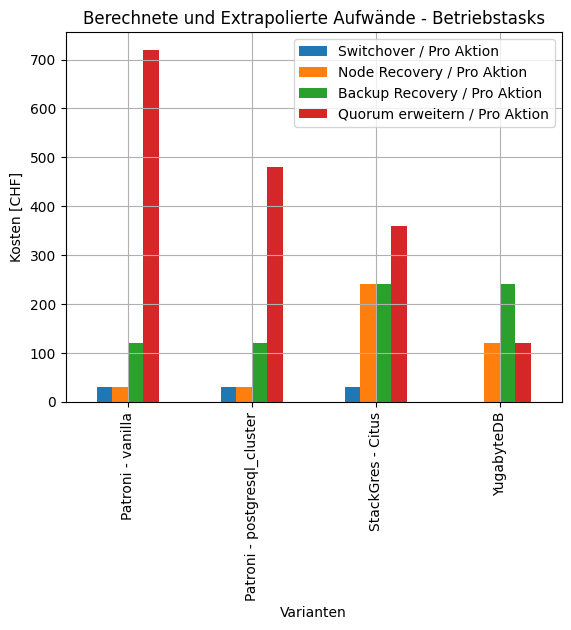 Berechnete und Extrapolierte Aufwände - Betriebstasks
Switchover / Pro Aktion
Node Recovery / Pro Aktion
Backup Recovery / Pro Aktion
Quorum erweitern / Pro Aktion
Kosten [CHF]
700
600
500
400
300
200
100
0
Patroni - vanilla
Patroni - postgresql_cluster
StackGres - Citus
YugabyteDB
Varianten